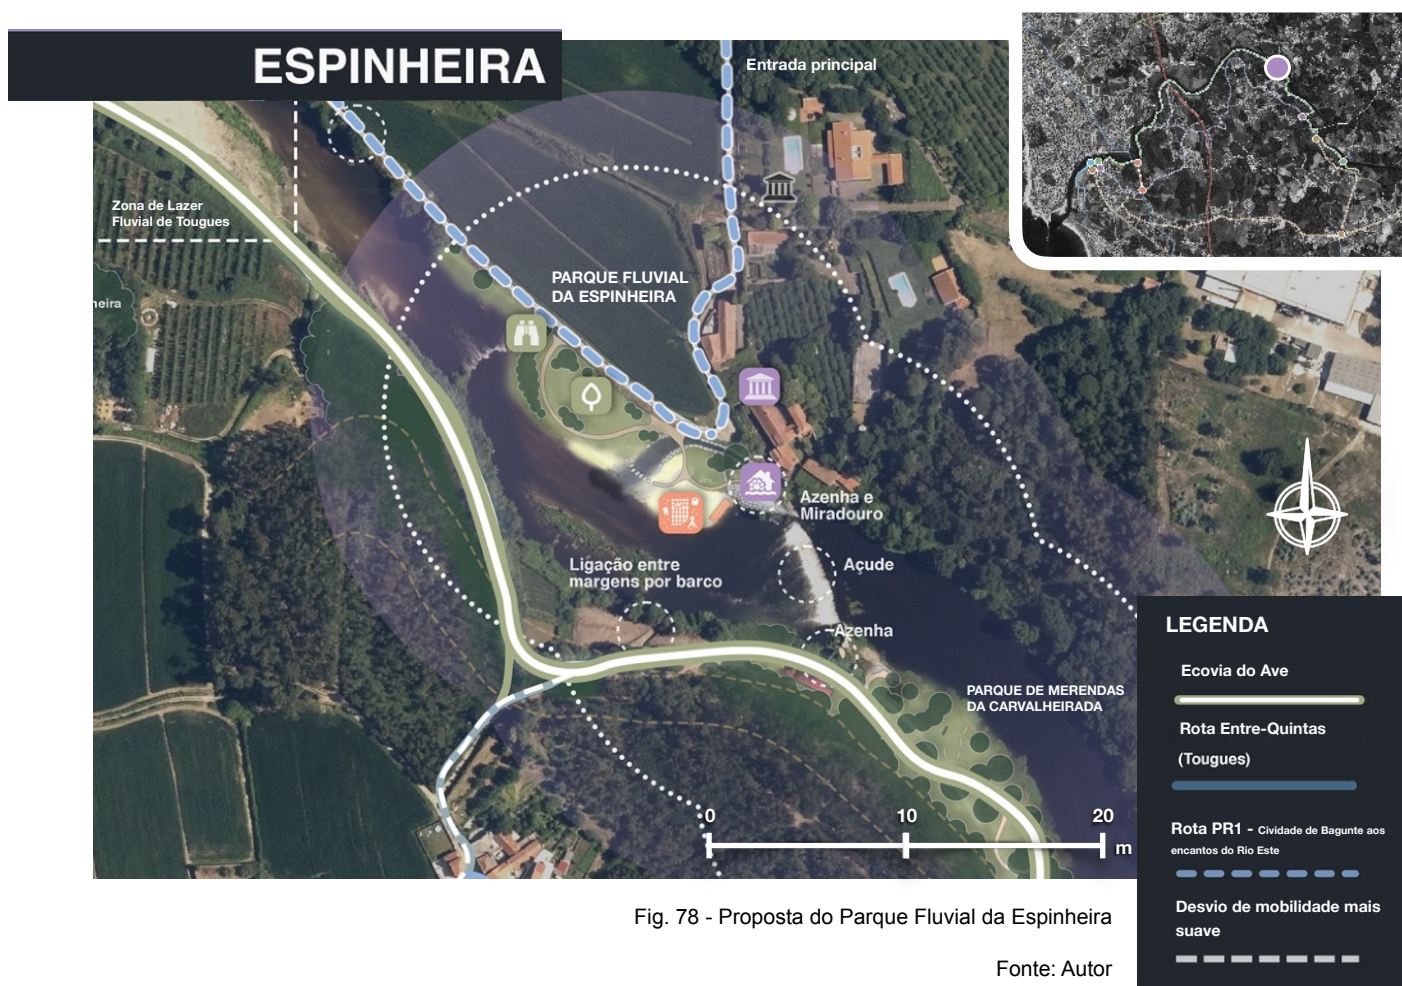 ESPINHEIRA
Entrada principal
Zona de Lazer
Fluvial de Tougues
PARQUE FLUVIAL
DA ESPINHEIRA
heira
Azenha e
Miradouro
Ligação entre
margens por barco
Açude
Azenha
PARQUE DE MERENDAS
DA CARVALHEIRADA
0 10 20
m
LEGENDA
Ecovia do Ave
Rota Entre-Quintas
(Tougues)
Rota PR1 - Cividade de Bagunte aos
encantos do Rio Este
Desvio de mobilidade mais
suave
Fig. 78 - Proposta do Parque Fluvial da Espinheira
Fonte: Autor